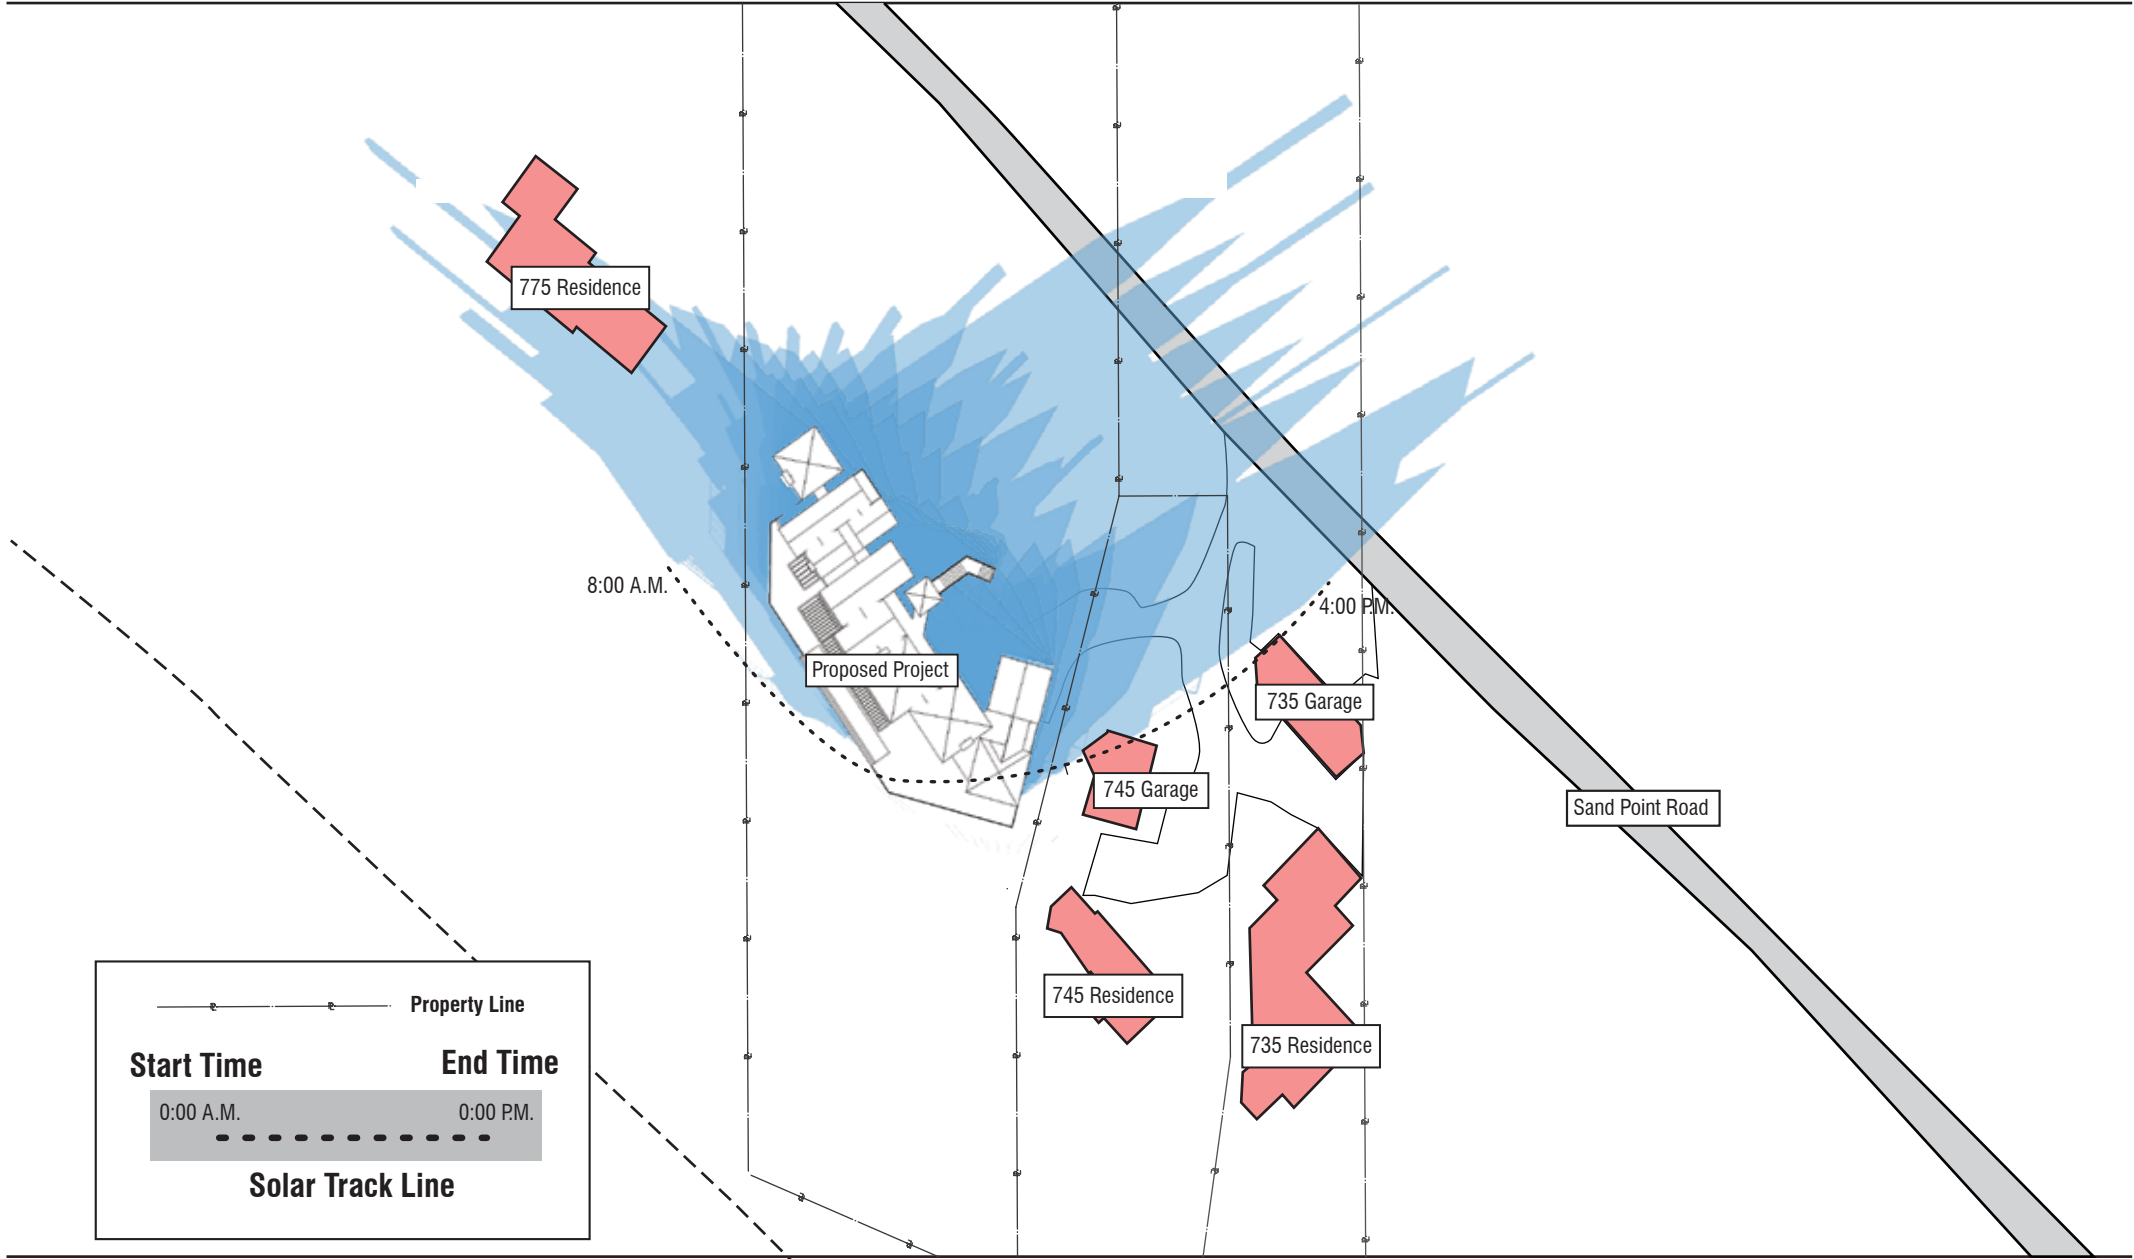 775 Residence
8:00 A.M.
4:00 P.M.
Proposed Project
735 Garage
745 Garage
Sand Point Road
745 Residence
735 Residence
Property Line
Start Time
End Time
0:00 A.M.
0:00 P.M.
Solar Track Line